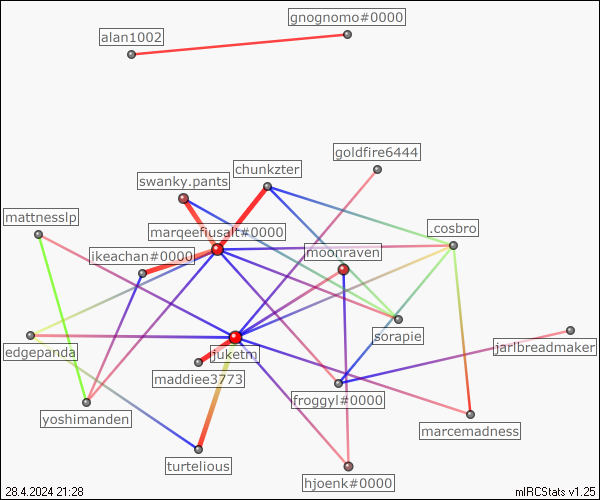 gnognomo#0000
alan1002
goldfire6444
chunkzter
swanky.pants
mattnesslp
marqeefiusalt#0000
.cosbro
ikeachan#0000
moonraven
sorapie
edgepanda
juketm
jarlbreadmaker
maddiee3773
froggyl#0000
yoshimanden
marcemadness
turtelious
hjoenk#0000
28.4.2024 21:28
mIRCStats v1.25